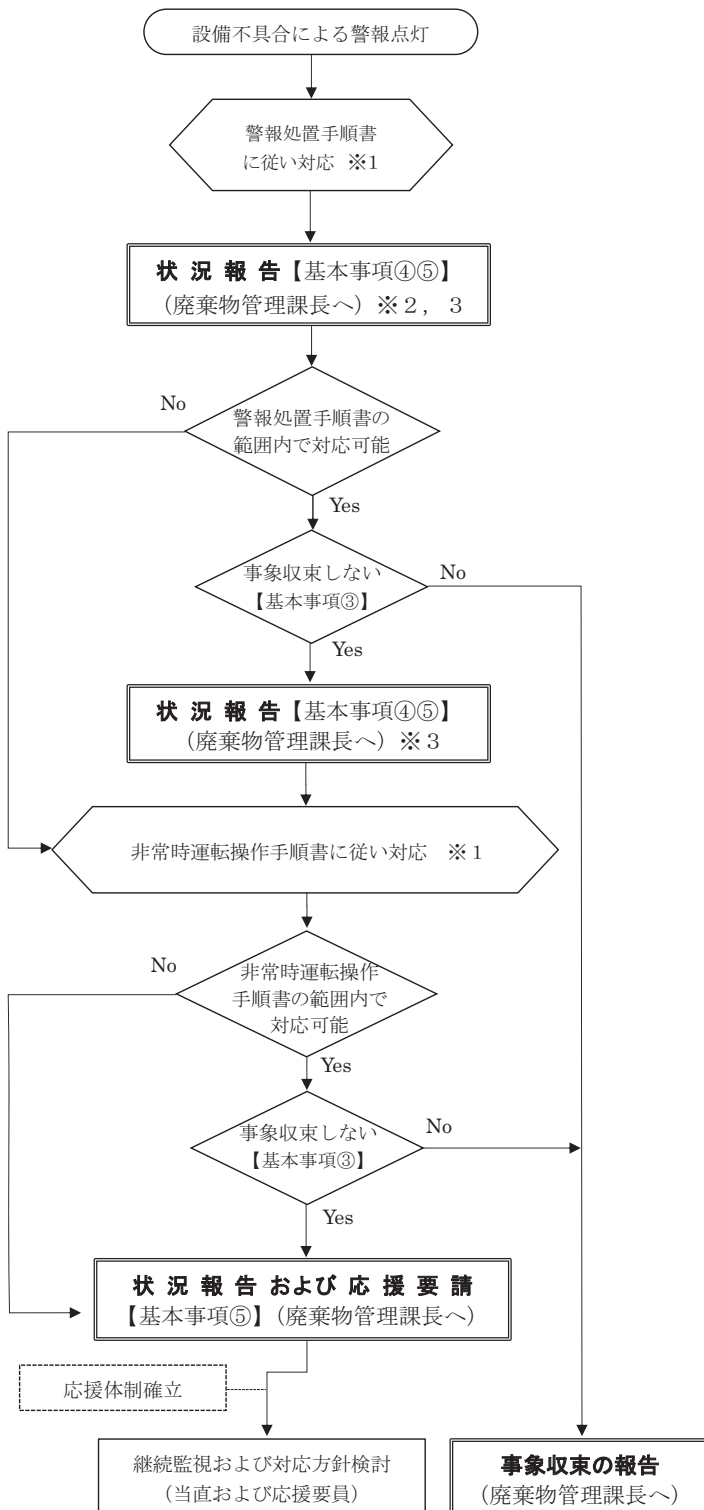 設備不具合による警報点灯
警報処置手順書
に従い対応 ※1
状 況 報 告【基本事項④⑤】
（廃棄物管理課長へ）※２，３
No
警報処置手順書の
範囲内で対応可能
Yes
事象収束しない
【基本事項③】
No
Yes
状 況 報 告【基本事項④⑤】
（廃棄物管理課長へ）※３
非常時運転操作手順書に従い対応　※１
No
非常時運転操作
手順書の範囲内で
対応可能
Yes
事象収束しない
【基本事項③】
No
Yes
状 況 報 告 および 応 援 要 請
【基本事項⑤】（廃棄物管理課長へ）
応援体制確立
継続監視および対応方針検討
（当直および応援要員）
事象収束の報告
（廃棄物管理課長へ）